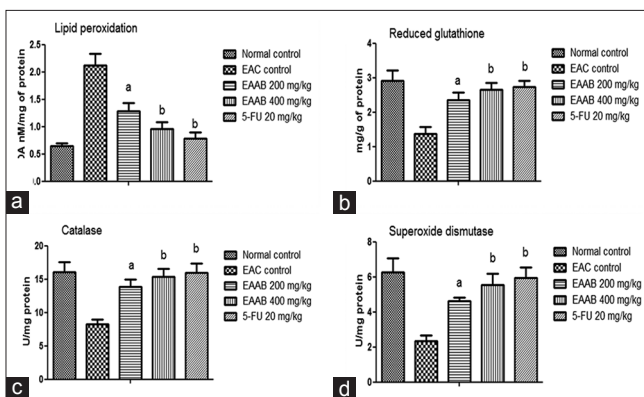 Lipid peroxidation
2.5
2.0
1.5
1.0
0.5
0.0
DA nM/mg of protein
a
b
b
Normal control
EAC control
EAAB 200 mg/kg
EAAB 400 mg/kg
5-FU 20 mg/kg
a
Reduced gluthathione
4
3
2
1
0
mg/g of protein
a
b
b
Normal control
EAC control
EAAB 200 mg/kg
EAAB 400 mg/kg
5-FU 20 mg/kg
b
Catalase
20
15
10
5
0
U/mg protein
a
b
b
Normal control
EAC control
EAAB 200 mg/kg
EAAB 400 mg/kg
5-FU 20 mg/kg
c
Superoxide dismutase
8
6
4
2
0
U/mg protein
a
b
b
Normal control
EAC control
EAAB 200 mg/kg
EAAB 400 mg/kg
5-FU 20 mg/kg
d